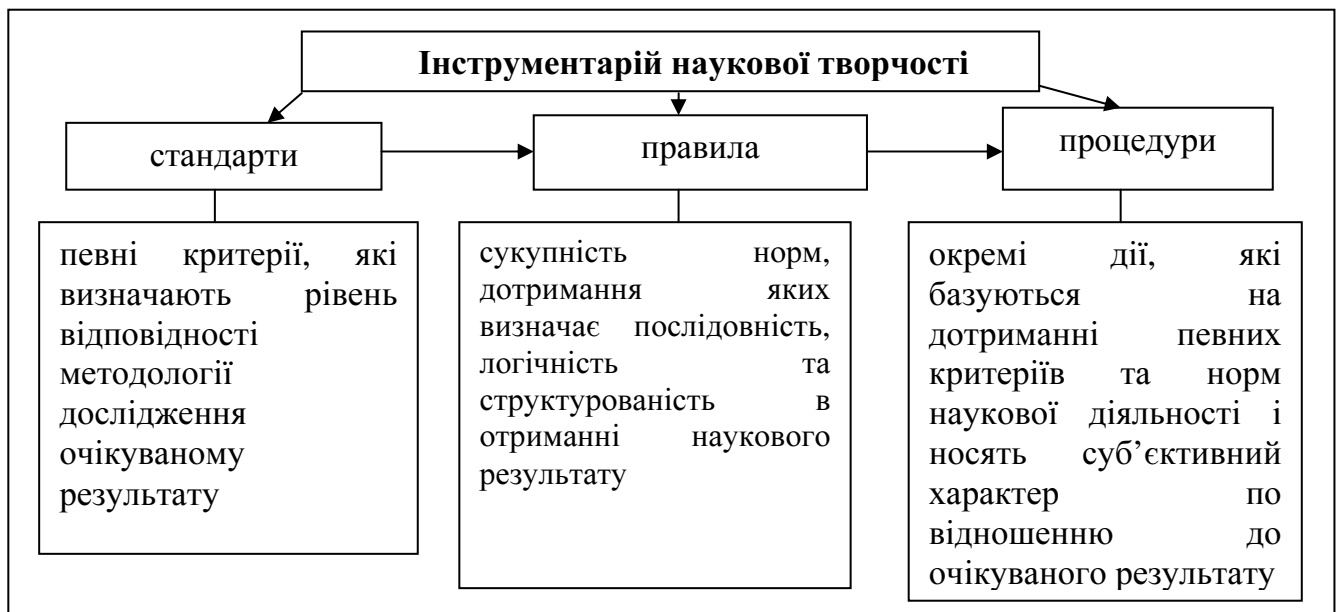 Інструментарій наукової творчості
стандарти
правила
процедури
певні критерії, які
визначають рівень
відповідності
методології
дослідження
очікуваному
результату
сукупність норм,
дотримання яких
визначає послідовність,
логічність та
структурованість в
отриманні наукового
результату
окремі дії, які
базуються на
дотриманні певних
критеріїв та норм
наукової діяльності і
носять суб’єктивний
характер по
відношенню до
очікуваного результату